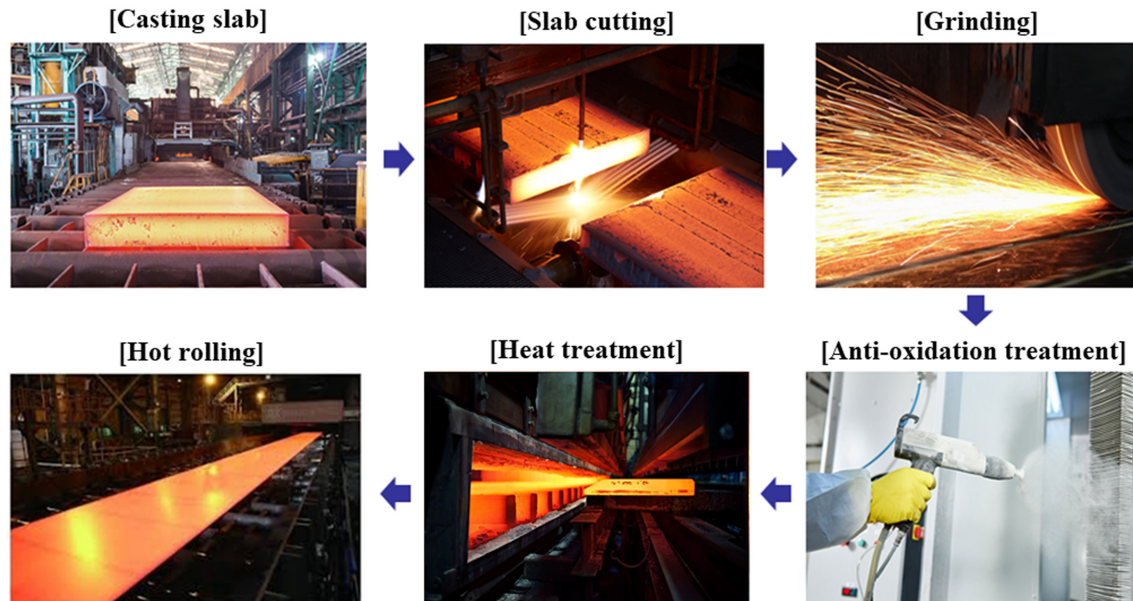 [Casting slab]
[Slab cutting]
[Grinding]
[Hot rolling]
[Heat treatment]
[Anti-oxidation treatment]